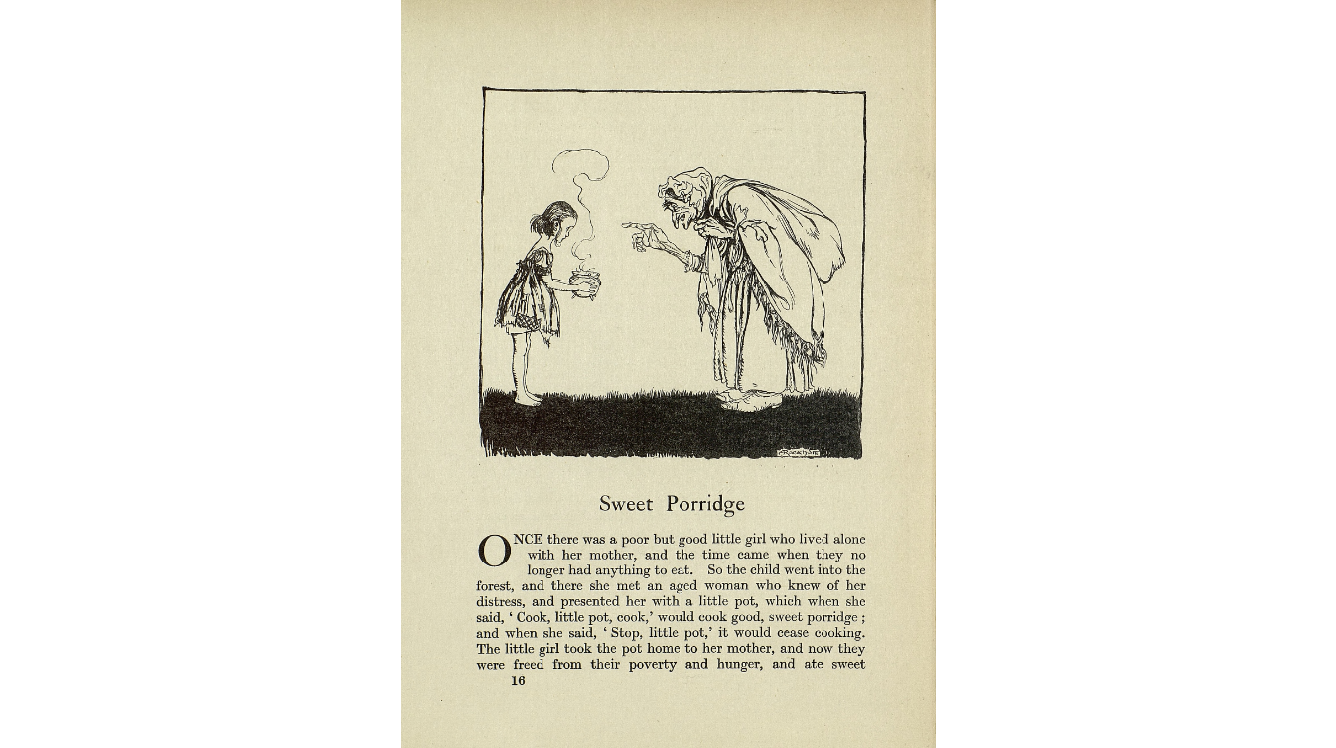 ARackham
Sweet Porridge
ONCE there was a poor but good little girl who lived alone
with her mother, and the time came when they no
longer had anything to eat. So the child went into the
forest, and there she met an aged woman who knew of her
distress, and presented her with a little pot, which when she
said, ‘ Cook, little pot, cook,’ would cook good, sweet porridge ;
and when she said, ‘ Stop, little pot,’ it would cease cooking.
The little girl took the pot home to her mother, and now they
were freed from their poverty and hunger, and ate sweet
16